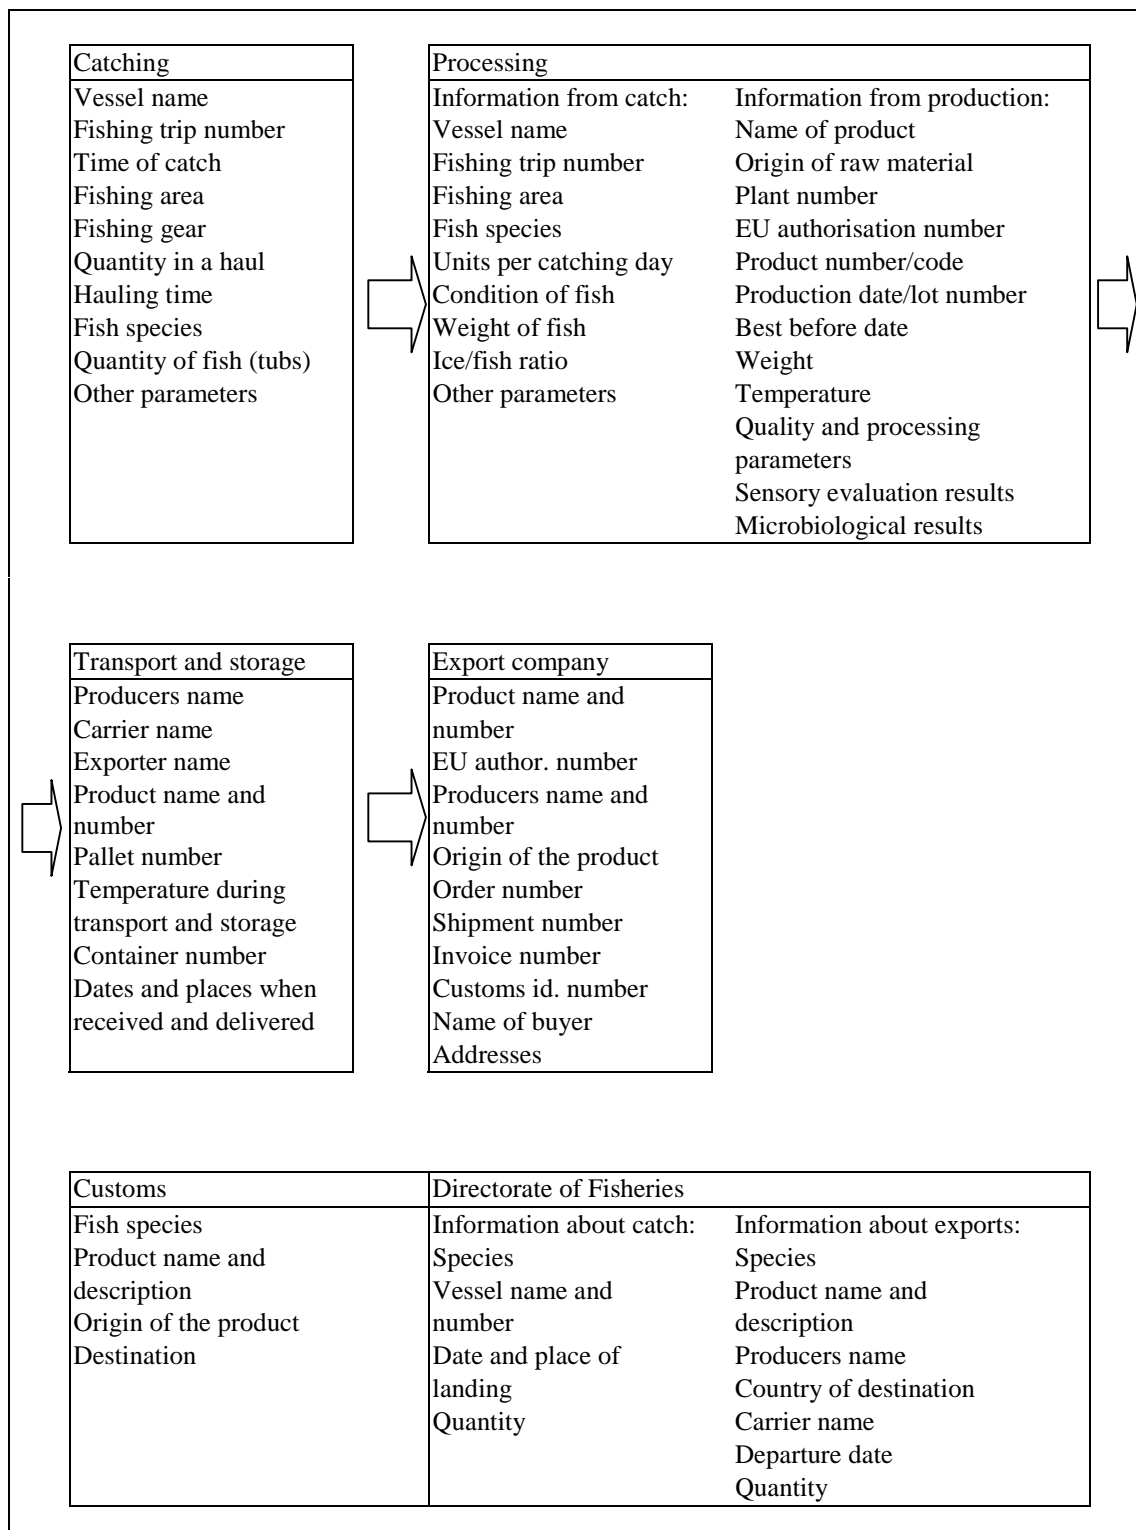 Catching
Vessel name
Fishing trip number
Time of catch
Fishing area
Fishing gear
Quantity in a haul
Hauling time
Fish species
Quantity of fish (tubs)
Other parameters
Processing
Information from catch:
Vessel name
Fishing trip number
Fishing area
Fish species
Units per catching day
Condition of fish
Weight of fish
Ice/fish ratio
Other parameters
Information from production:
Name of product
Origin of raw material
Plant number
EU authorisation number
Product number/code
Production date/lot number
Best before date
Weight
Temperature
Quality and processing
parameters
Sensory evaluation results
Microbiological results
Transport and storage
Producers name
Carrier name
Exporter name
Product name and
number
Pallet number
Temperature during
transport and storage
Container number
Dates and places when
received and delivered
Export company
Product name and
number
EU author. number
Producers name and
number
Origin of the product
Order number
Shipment number
Invoice number
Customs id. number
Name of buyer
Addresses
Customs
Fish species
Product name and
description
Origin of the product
Destination
Directorate of Fisheries
Information about catch:
Species
Vessel name and
number
Date and place of
landing
Quantity
Information about exports:
Species
Product name and
description
Producers name
Country of destination
Carrier name
Departure date
Quantity